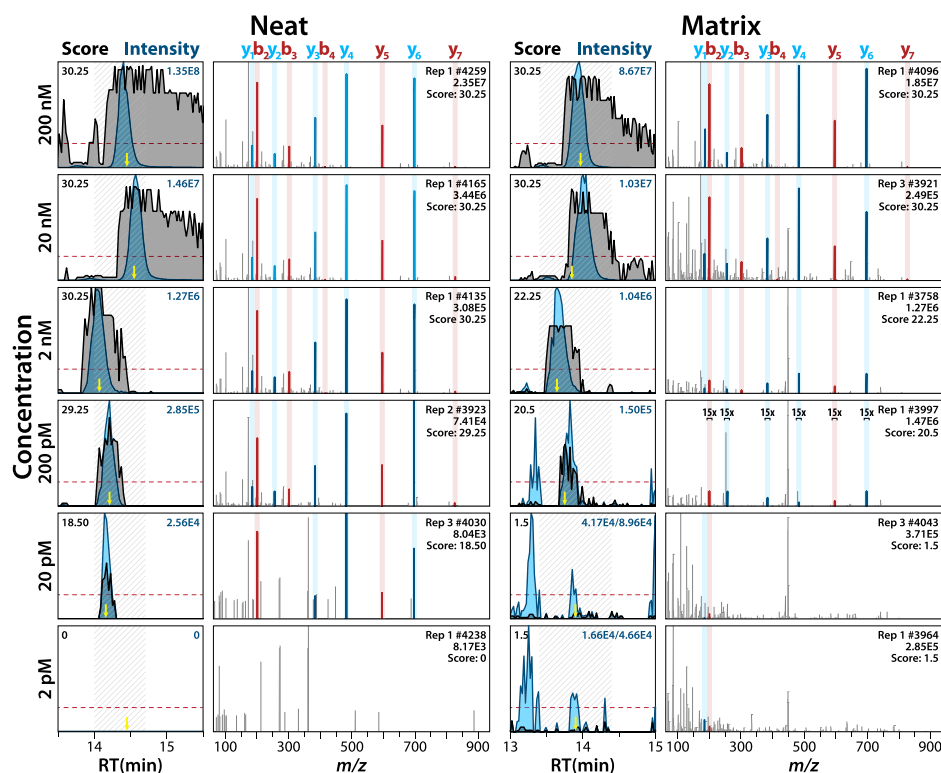 Neat
Matrix
Score Intensity y₁ b₂ y₂ b₃ y₃ b₄ y₄ y₅ y₆ y₇
Score Intensity y₁ b₂ y₂ b₃ y₃ b₄ y₄ y₅ y₆ y₇
Concentration
200 nM
30.25 1.35E8
Rep 1 #4259
2.35E7
Score: 30.25
30.25 8.67E7
Rep 1 #4096
1.85E7
Score: 30.25
20 nM
30.25 1.46E7
Rep 1 #4165
3.44E6
Score: 30.25
30.25 1.03E7
Rep 3 #3921
2.49E5
Score: 30.25
2 nM
30.25 1.27E6
Rep 1 #4135
3.08E5
Score 30.25
22.25 1.04E6
Rep 1 #3758
1.27E6
Score 22.25
200 pM
29.25 2.85E5
Rep 2 #3923
7.41E4
Score: 29.25
20.5 1.50E5
15x 15x 15x 15x 15x 15x
Rep 1 #3997
1.47E6
Score: 20.5
20 pM
18.50 2.56E4
Rep 3 #4030
8.04E3
Score: 18.50
1.5 4.17E4/8.96E4
Rep 3 #4043
3.71E5
Score: 1.5
2 pM
0 0
Rep 1 #4238
8.17E3
Score: 0
1.5 1.66E4/4.66E4
Rep 1 #3964
2.85E5
Score: 1.5
14 15 100 300 500 700 900 13 14 15 100 300 500 700 900
RT(min) m/z RT(min) m/z